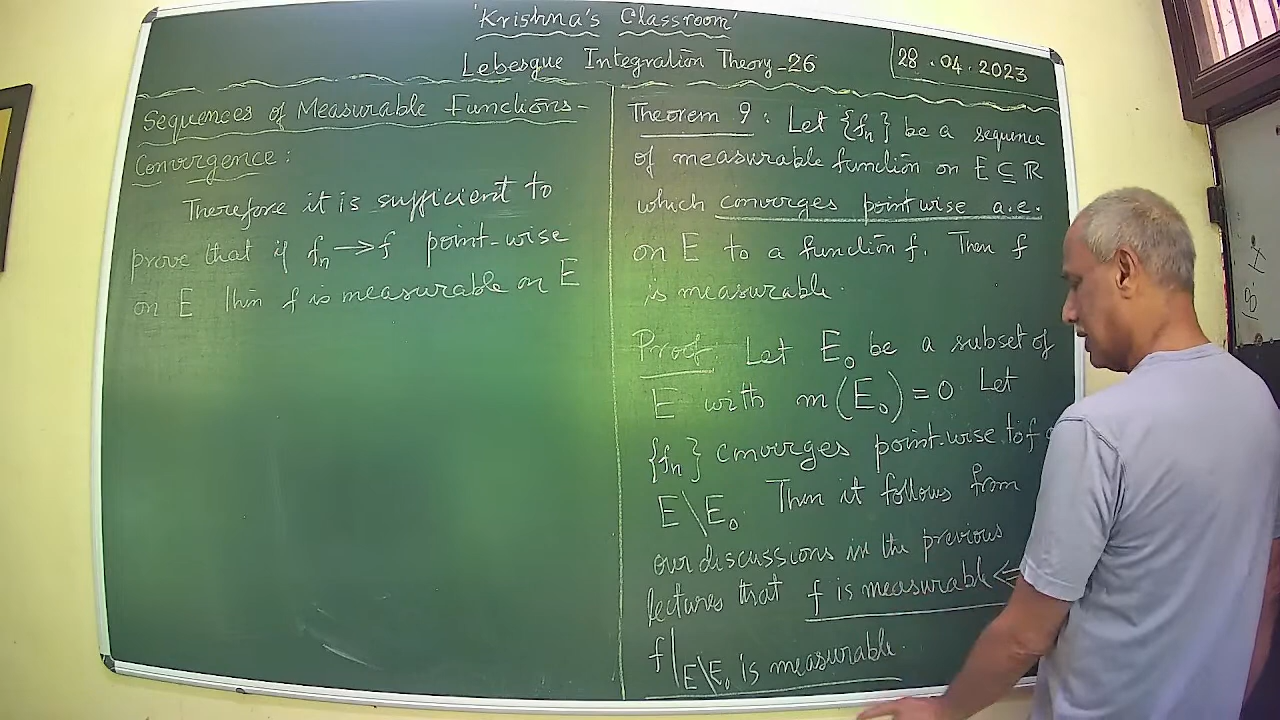 'Krishna's Classroom'
Lebesgue Integration Theory - 26
28.04.2023
Sequences of Measurable Functions -
Convergence:
Therefore it is sufficient to
prove that if fn → f point-wise
on E then f is measurable on E
Theorem 9: Let {fn} be a sequence
of measurable function on E ⊆ ℝ
which converges pointwise a.e.
on E to a function f. Then f
is measurable.
Proof. Let E₀ be a subset of
E with m(E₀) = 0. Let
{fn} converges point-wise to f
E\E₀. Then it follows from
our discussions in the previous
lectures that f is measurable ⇐
f|E\E₀ is measurable.